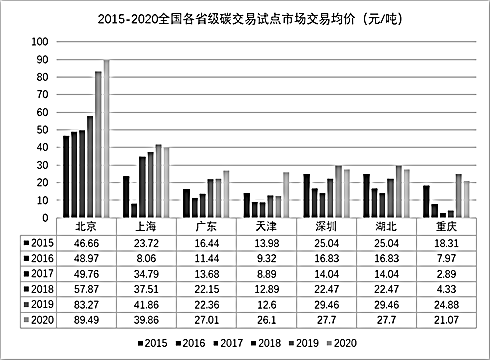 2015-2020全国各省级碳交易试点市场交易均价（元/吨）
100
90
80
70
60
50
40
30
20
10
0
北京 上海 广东 天津 深圳 湖北 重庆
2015 46.66 23.72 16.44 13.98 25.04 25.04 18.31
2016 48.97 8.06 11.44 9.32 16.83 16.83 7.97
2017 49.76 34.79 13.68 8.89 14.04 14.04 2.89
2018 57.87 37.51 22.15 12.89 22.47 22.47 4.33
2019 83.27 41.86 22.36 12.6 29.46 29.46 24.88
2020 89.49 39.86 27.01 26.1 27.7 27.7 21.07
2015 2016 2017 2018 2019 2020